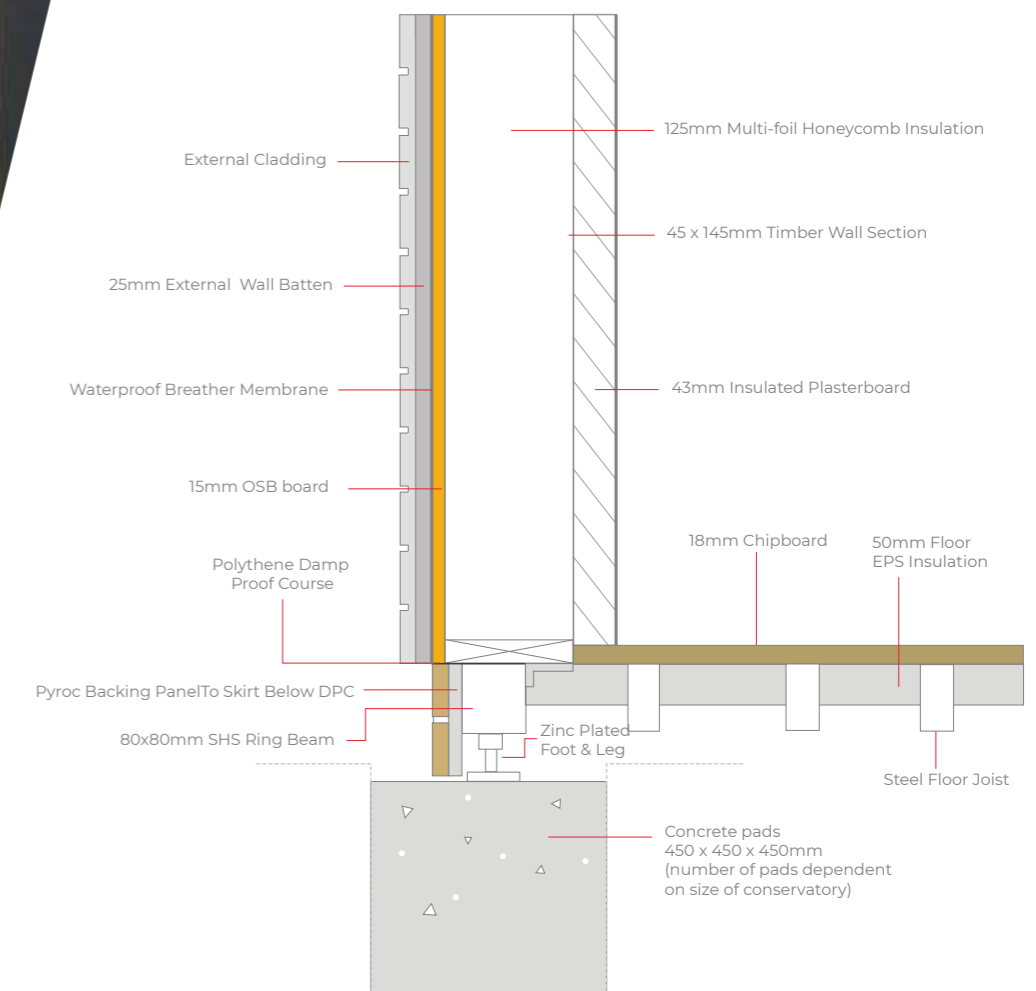 125mm Multi-foil Honeycomb Insulation
External Cladding
45 x 145mm Timber Wall Section
25mm External  Wall Batten
Waterproof Breather Membrane
43mm Insulated Plasterboard
15mm OSB board
18mm Chipboard
50mm Floor
EPS Insulation
Polythene Damp
Proof Course
Pyroc Backing PanelTo Skirt Below DPC
80x80mm SHS Ring Beam
Zinc Plated
Foot & Leg
Steel Floor Joist
Concrete pads
450 x 450 x 450mm
(number of pads dependent
on size of conservatory)